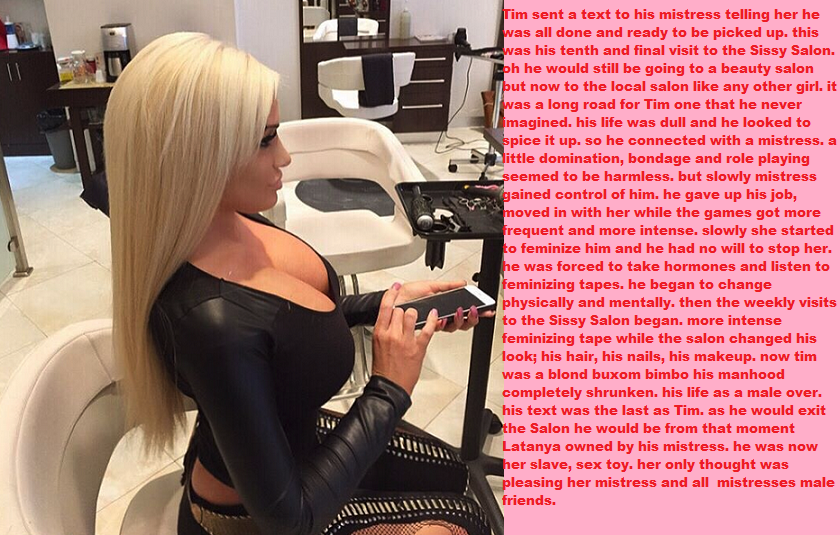 Tim sent a text to his mistress telling her he
was all done and ready to be picked up. this
was his tenth and final visit to the Sissy Salon.
oh he would still be going to a beauty salon
but now to the local salon like any other girl. it
was a long road for Tim one that he never
imagined. his life was dull and he looked to
spice it up. so he connected with a mistress. a
little domination, bondage and role playing
seemed to be harmless. but slowly mistress
gained control of him. he gave up his job,
moved in with her while the games got more
frequent and more intense. slowly she started
to feminize him and he had no will to stop her.
he was forced to take hormones and listen to
feminizing tapes. he began to change
physically and mentally. then the weekly visits
to the Sissy Salon began. more intense
feminizing tape while the salon changed his
look; his hair, his nails, his makeup. now tim
was a blond buxom bimbo his manhood
completely shrunken. his life as a male over.
his text was the last as Tim. as he would exit
the Salon he would be from that moment
Latanya owned by his mistress. he was now
her slave, sex toy. her only thought was
pleasing her mistress and all  mistresses male
friends.